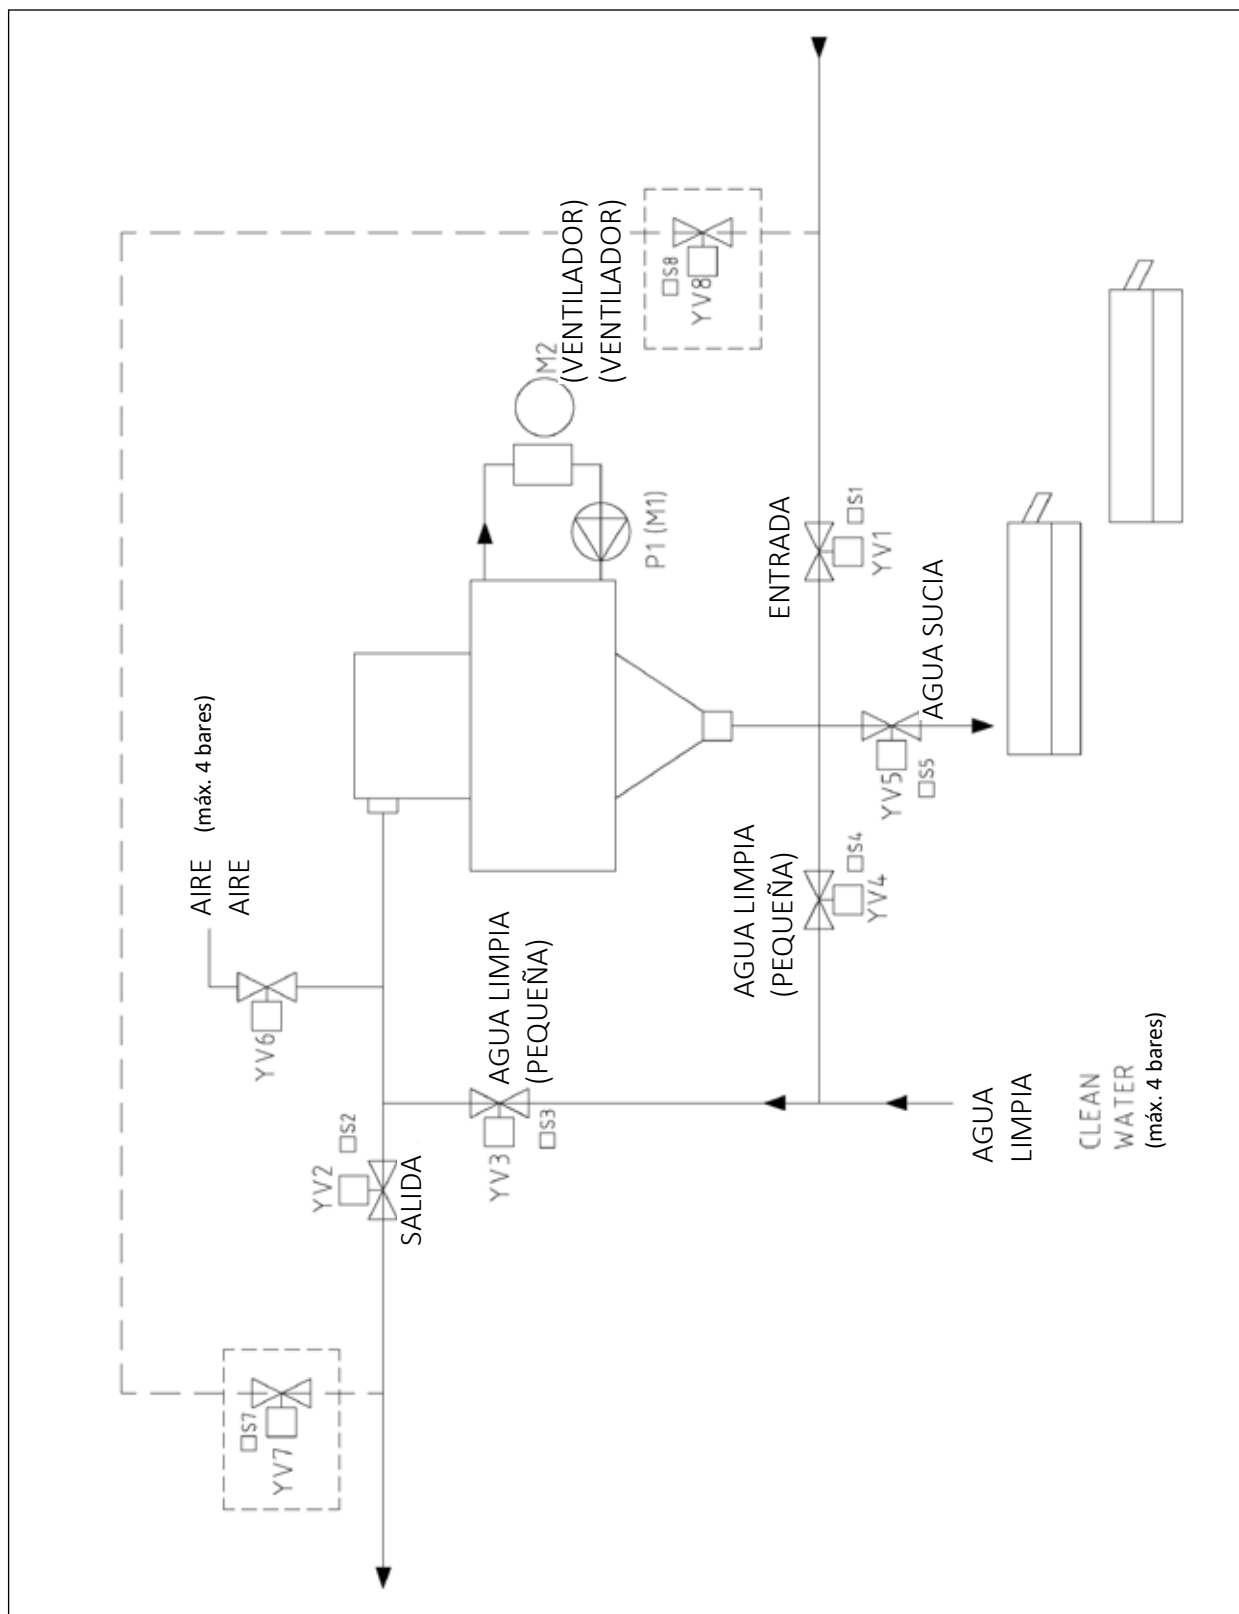 AIRE (máx. 4 bares)
AIRE
S7
YV7
YV6
S2
YV2
SALIDA
YV3
S3
AGUA LIMPIA
(PEQUEÑA)
M2
(VENTILADOR)
(VENTILADOR)
P1 (M1)
S8
YV8
AGUA LIMPIA
(PEQUEÑA)
S4
YV4
ENTRADA
S1
YV1
YV5
S5
AGUA SUCIA
AGUA
LIMPIA
CLEAN
WATER
(máx. 4 bares)